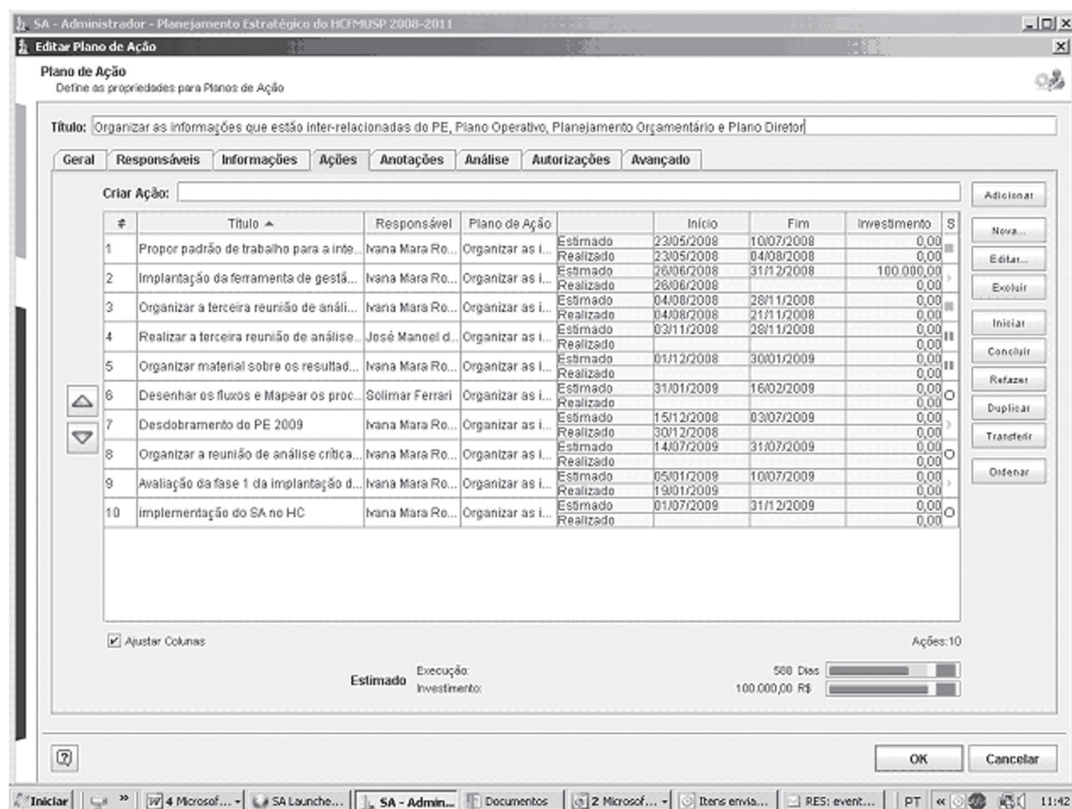 SA - Administrador - Planejamento Estratégico do HCFMUSP 2008-2011
Editar Plano de Ação
Plano de Ação
Define as propriedades para Planos de Ação
Título: Organizar as informações que estão inter-relacionadas do PE, Plano Operativo, Planejamento Orçamentário e Plano Diretor
Geral Responsáveis Informações Ações Anotações Análise Autorizações Avançado
Criar Ação: Adicionar
# Título Responsável Plano de Ação Início Fim Investimento S
1 Propor padrão de trabalho para a inte... Ivana Mara Ro... Organizar as i... Estimado 23/05/2008 10/07/2008 0,00
Realizado 23/05/2008 04/08/2008 0,00
2 Implantação da ferramenta de gestã... Ivana Mara Ro... Organizar as i... Estimado 26/06/2008 31/12/2008 100.000,00
Realizado 26/06/2008 0,00
3 Organizar a terceira reunião de análi... Ivana Mara Ro... Organizar as i... Estimado 04/08/2008 28/11/2008 0,00
Realizado 04/08/2008 21/11/2008 0,00
4 Realizar a terceira reunião de análise... José Manoel d... Organizar as i... Estimado 03/11/2008 28/11/2008 0,00
Realizado 0,00
5 Organizar material sobre os resultad... Ivana Mara Ro... Organizar as i... Estimado 01/12/2008 30/01/2009 0,00
Realizado 0,00
6 Desenhar os fluxos e Mapear os proc... Solimar Ferrari Organizar as i... Estimado 31/01/2009 16/02/2009 0,00
Realizado 0,00
7 Desdobramento do PE 2009 Ivana Mara Ro... Organizar as i... Estimado 15/12/2008 03/07/2009 0,00
Realizado 30/12/2008 0,00
8 Organizar a reunião de análise crítica... Ivana Mara Ro... Organizar as i... Estimado 14/07/2009 31/07/2009 0,00
Realizado 0,00
9 Avaliação da fase 1 da implantação d... Ivana Mara Ro... Organizar as i... Estimado 05/01/2009 10/07/2009 0,00
Realizado 19/01/2009 0,00
10 implementação do SA no HC Ivana Mara Ro... Organizar as i... Estimado 01/07/2009 31/12/2009 0,00
Realizado 0,00
Nova...
Editar...
Excluir
Iniciar
Concluir
Refazer
Duplicar
Transferir
Ordenar
Ajustar Colunas Ações:10
Estimado Execução: 588 Dias
Investimento: 100.000,00 R$
OK Cancelar
Iniciar » 4 Microsof... SA Launche... SA - Admin... Documentos 2 Microsof... Itens envia... RES: event... PT « 11:42